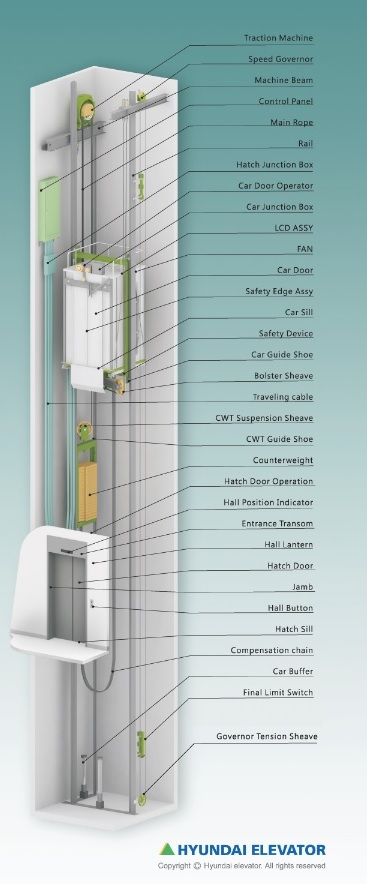 Traction Machine
Speed Governor
Machine Beam
Control Panel
Main Rope
Rail
Hatch Junction Box
Car Door Operator
Car Junction Box
LCD ASSY
FAN
Car Door
Safety Edge Assy
Car Sill
Safety Device
Car Guide Shoe
Bolster Sheave
Traveling cable
CWT Suspension Sheave
CWT Guide Shoe
Counterweight
Hatch Door Operation
Hall Position Indicator
Entrance Transom
Hall Lantern
Hatch Door
Jamb
Hall Button
Hatch Sill
Compensation chain
Car Buffer
Final Limit Switch
Governor Tension Sheave
HYUNDAI ELEVATOR
Copyright © Hyundai elevator. All rights reserved